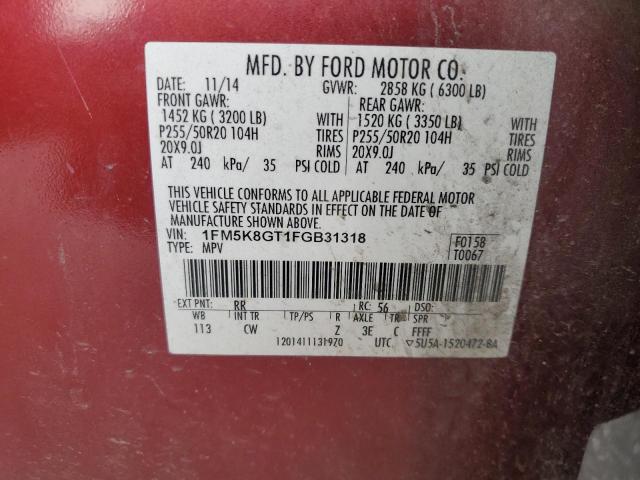 MFD. BY FORD MOTOR CO.
DATE: 11/14 GVWR: 2858 KG ( 6300 LB)
FRONT GAWR: REAR GAWR:
1452 KG ( 3200 LB) WITH 1520 KG ( 3350 LB) WITH
P255/50R20 104H TIRES P255/50R20 104H TIRES
20X9.0J RIMS 20X9.0J RIMS
AT 240 kPa/ 35 PSI COLD AT 240 kPa/ 35 PSI COLD
THIS VEHICLE CONFORMS TO ALL APPLICABLE FEDERAL MOTOR
VEHICLE SAFETY STANDARDS IN EFFECT ON THE DATE OF
MANUFACTURE SHOWN ABOVE.
VIN: 1FM5K8GT1FGB31318 F0158
TYPE: MPV T0067
EXT PNT: RR RC: 56 DSO:
WB INT TR TP/PS R AXLE TR SPR
113 CW Z 3E C FFFF
12014111319Z0 UTC ▽5U5A-1520472-BA